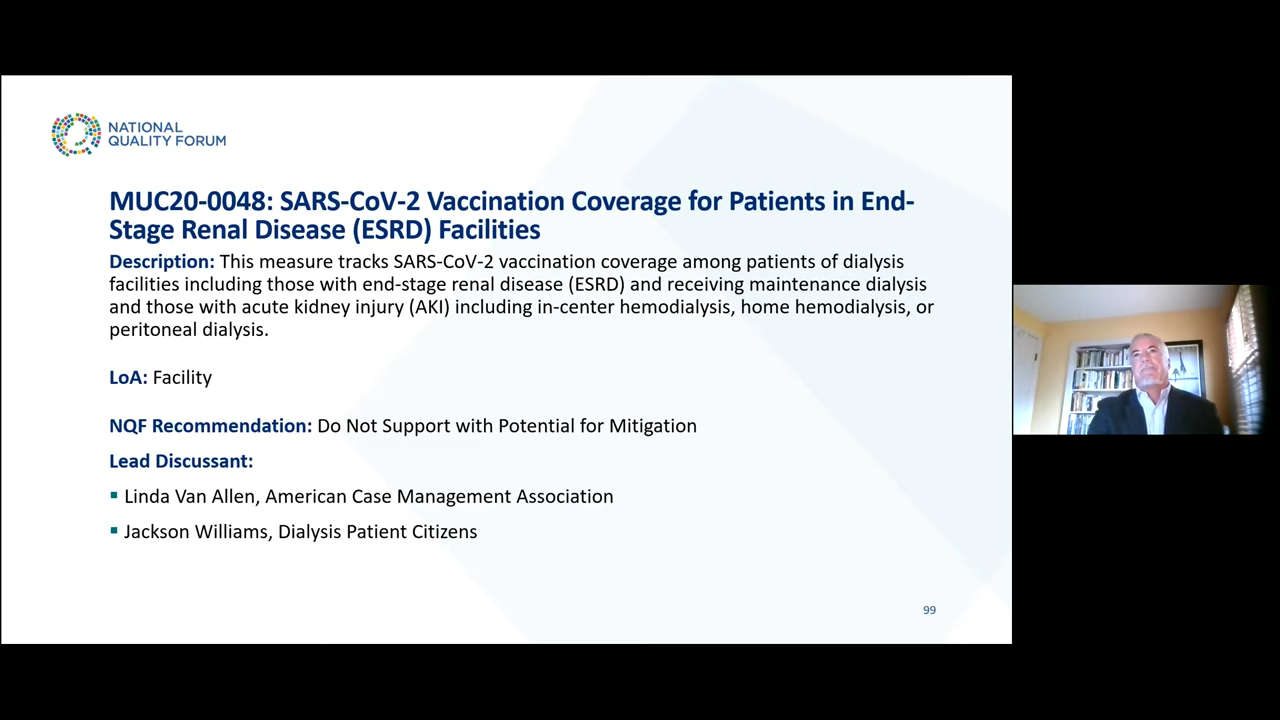 NATIONAL
QUALITY FORUM
MUC20-0048: SARS-CoV-2 Vaccination Coverage for Patients in End-
Stage Renal Disease (ESRD) Facilities
Description: This measure tracks SARS-CoV-2 vaccination coverage among patients of dialysis
facilities including those with end-stage renal disease (ESRD) and receiving maintenance dialysis
and those with acute kidney injury (AKI) including in-center hemodialysis, home hemodialysis, or
peritoneal dialysis.
LoA: Facility
NQF Recommendation: Do Not Support with Potential for Mitigation
Lead Discussant:
▪ Linda Van Allen, American Case Management Association
▪ Jackson Williams, Dialysis Patient Citizens
99